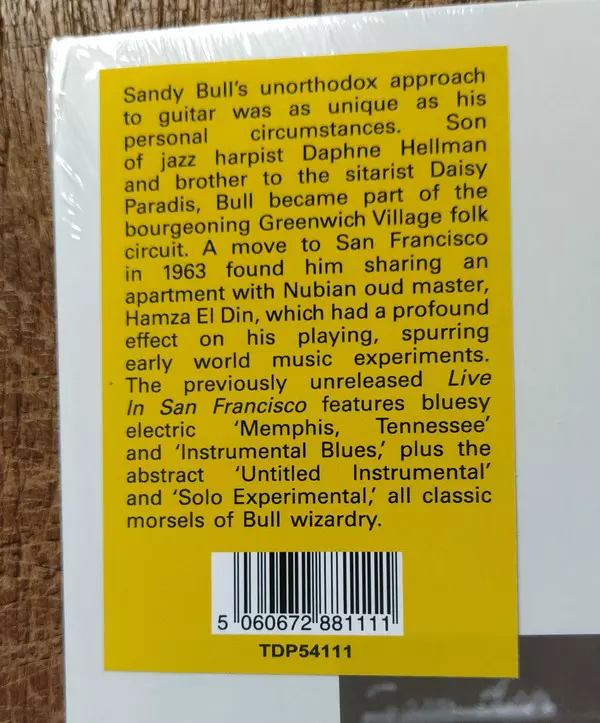 Sandy Bull's unorthodox approach
to guitar was as unique as his
personal circumstances. Son
of jazz harpist Daphne Hellman
and brother to the sitarist Daisy
Paradis, Bull became part of the
bourgeoning Greenwich Village folk
circuit. A move to San Francisco
in 1963 found him sharing an
apartment with Nubian oud master,
Hamza El Din, which had a profound
effect on his playing, spurring
early world music experiments.
The previously unreleased Live
In San Francisco features bluesy
electric ‘Memphis, Tennessee’
and ‘Instrumental Blues,’ plus the
abstract ‘Untitled Instrumental’
and ‘Solo Experimental,’ all classic
morsels of Bull wizardry.
5 060672 881111
TDP54111